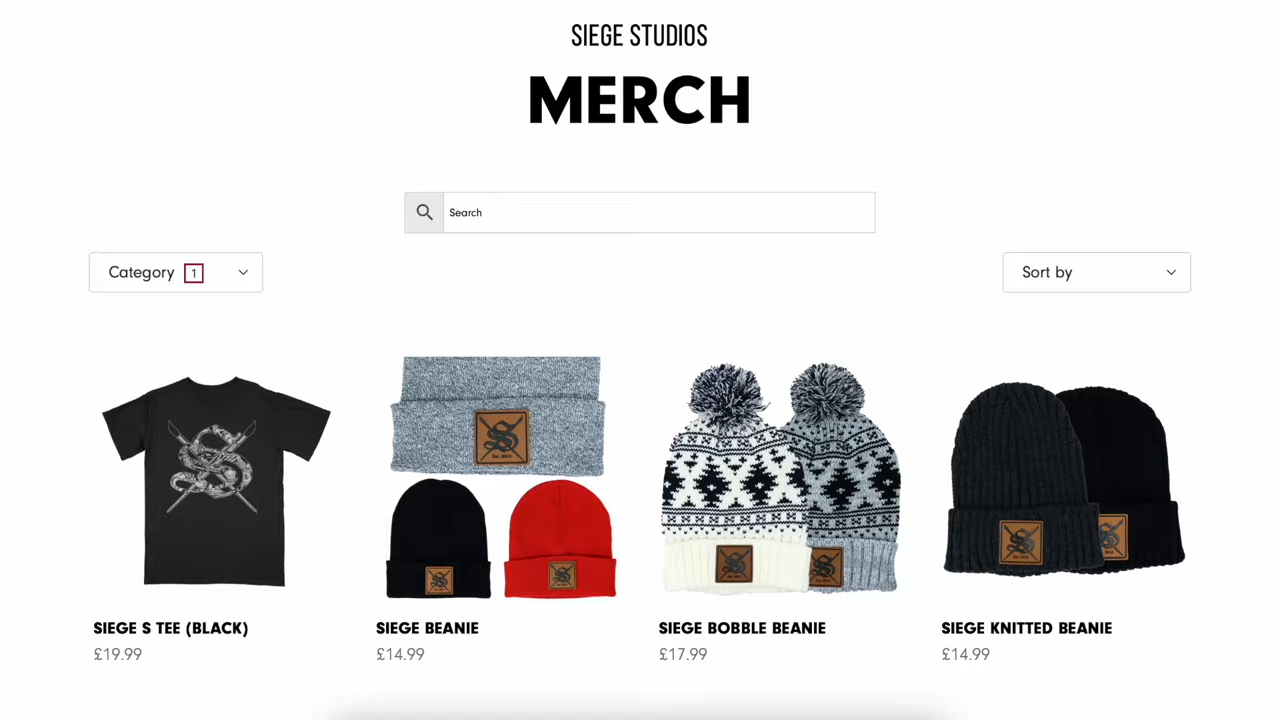 SIEGE STUDIOS
MERCH
Search
Category 1
Sort by
SIEGE S TEE (BLACK)
£19.99
SIEGE BEANIE
£14.99
SIEGE BOBBLE BEANIE
£17.99
SIEGE KNITTED BEANIE
£14.99